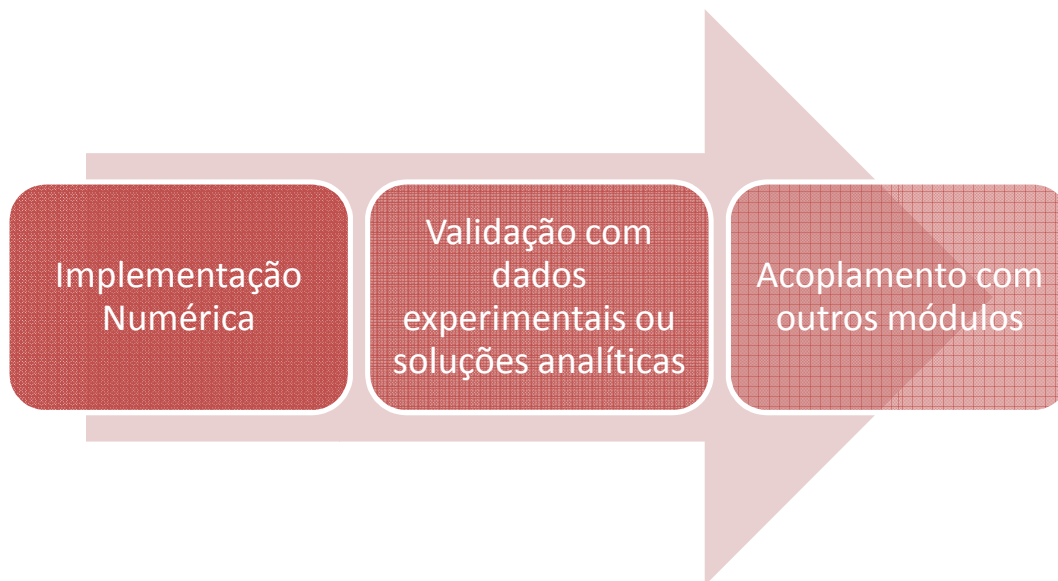 Implementação
Numérica
Validação com
dados
experimentais ou
soluções analíticas
Acoplamento com
outros módulos